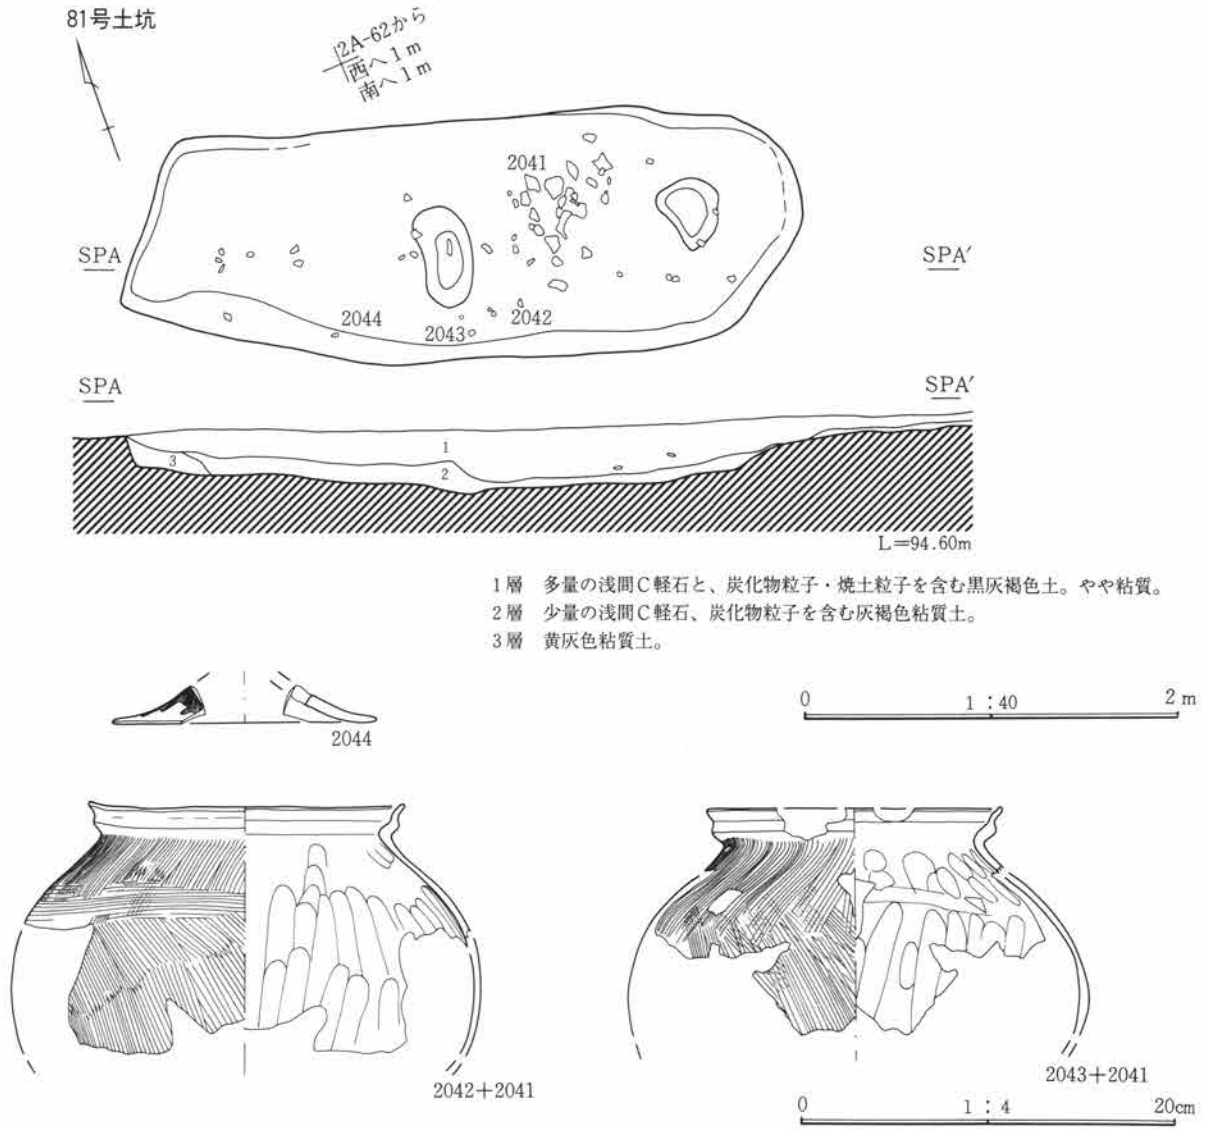 81号土坑
2A-62から
西へ1m
南へ1m
2041
SPA
SPA′
2044
2043
2042
SPA
SPA′
1
3
2
L=94.60m
1層 多量の浅間C軽石と、炭化物粒子・焼土粒子を含む黒灰褐色土。やや粘質。
2層 少量の浅間C軽石、炭化物粒子を含む灰褐色粘質土。
3層 黄灰色粘質土。
0 1:40 2m
2044
2042+2041
2043+2041
0 1:4 20cm